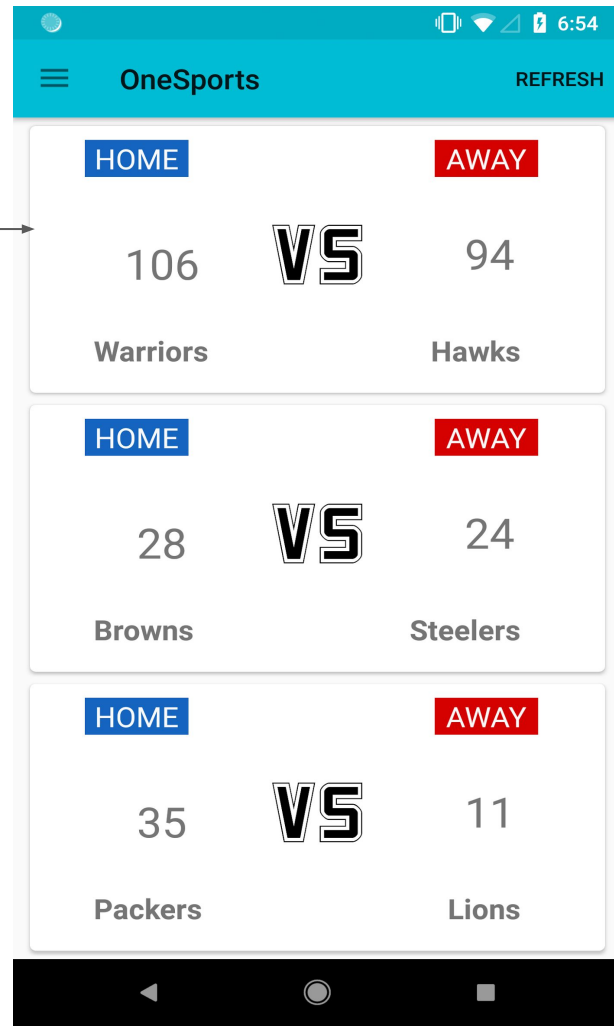 6:54
OneSports REFRESH
HOME AWAY
106 VS 94
Warriors Hawks
HOME AWAY
28 VS 24
Browns Steelers
HOME AWAY
35 VS 11
Packers Lions